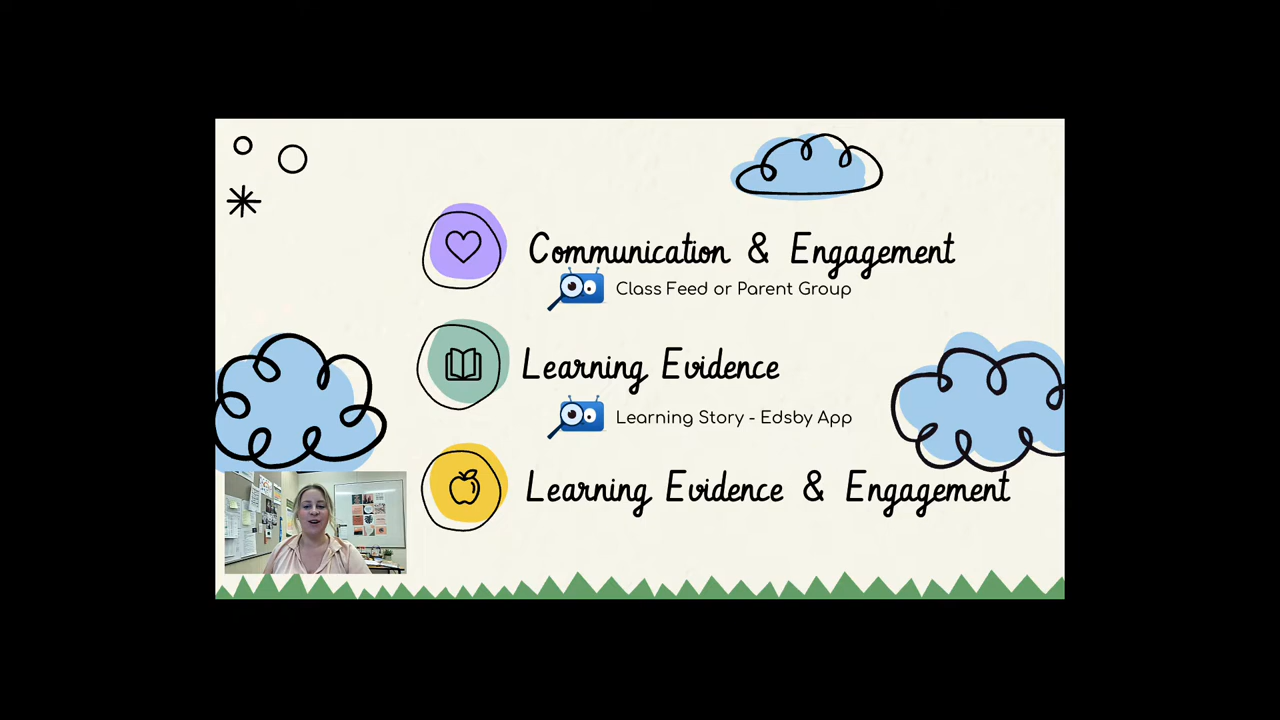 Communication & Engagement
Class Feed or Parent Group
Learning Evidence
Learning Story - Edsby App
Learning Evidence & Engagement